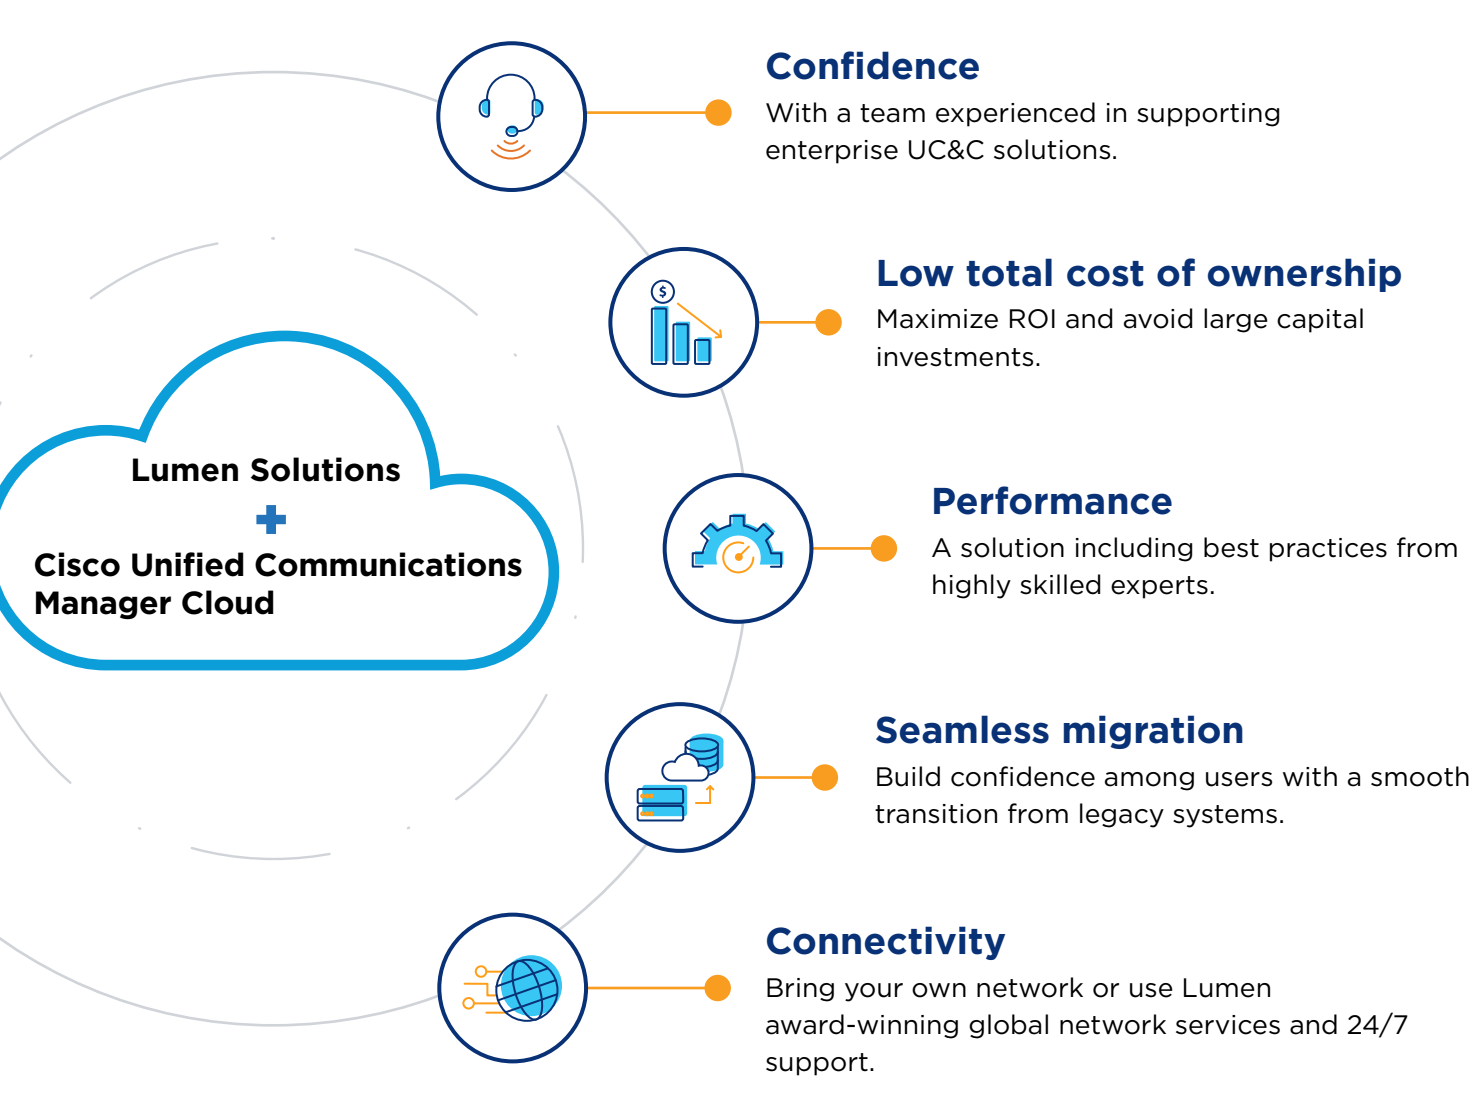 Confidence
With a team experienced in supporting
enterprise UC&C solutions.
Low total cost of ownership
Maximize ROI and avoid large capital
investments.
$
Lumen Solutions
+
Cisco Unified Communications
Manager Cloud
Performance
A solution including best practices from
highly skilled experts.
Seamless migration
Build confidence among users with a smooth
transition from legacy systems.
Connectivity
Bring your own network or use Lumen
award-winning global network services and 24/7
support.